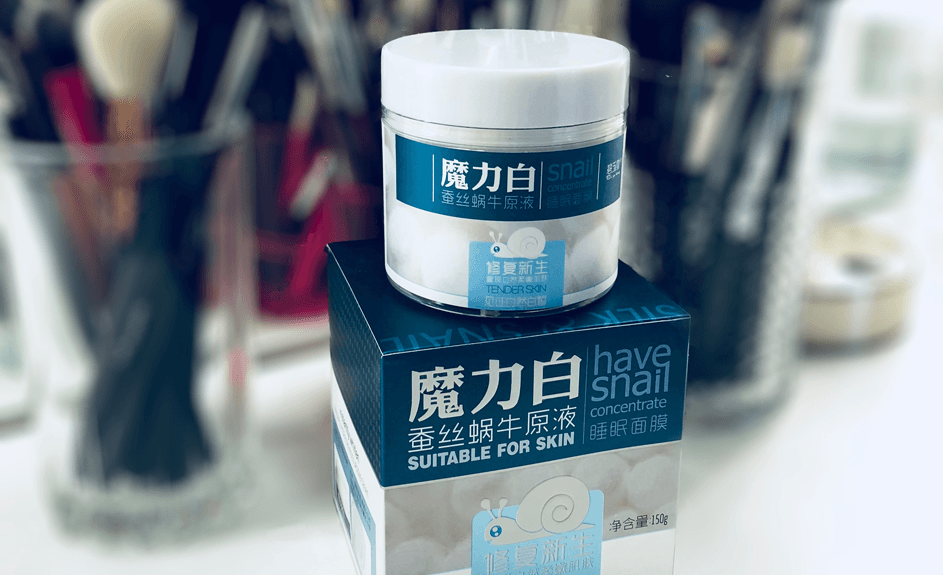 魔力白
蚕丝蜗牛原液
snail
concentrate
睡眠面膜
修复新生
TENDER SKIN
SILK & SNAIL
魔力白
蚕丝蜗牛原液
SUITABLE FOR SKIN
have
snail
concentrate
睡眠面膜
净含量:150g
修复新生